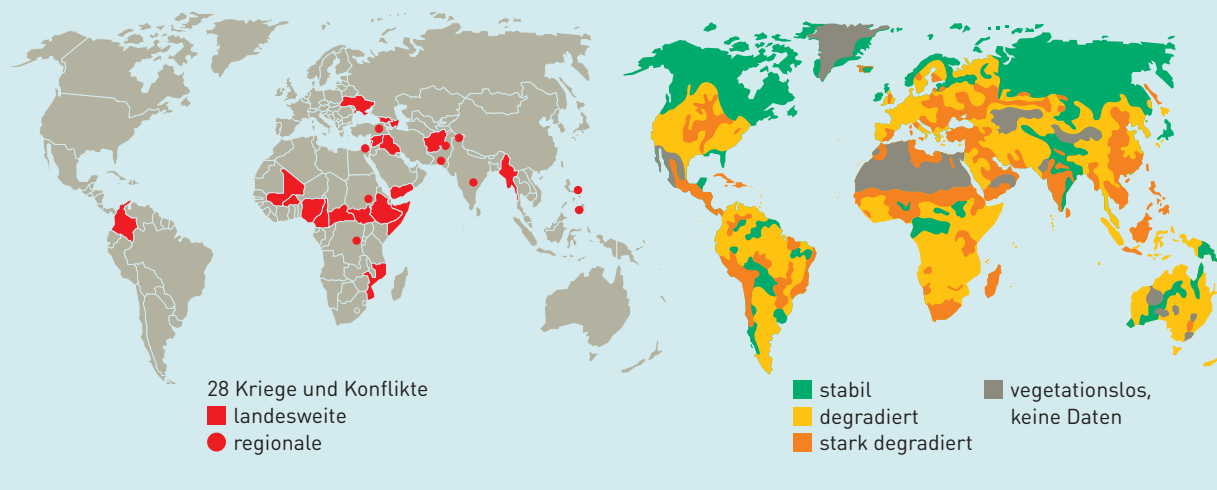 28 Kriege und Konflikte
landesweite
regionale
stabil
degradiert
stark degradiert
vegetationslos,
keine Daten